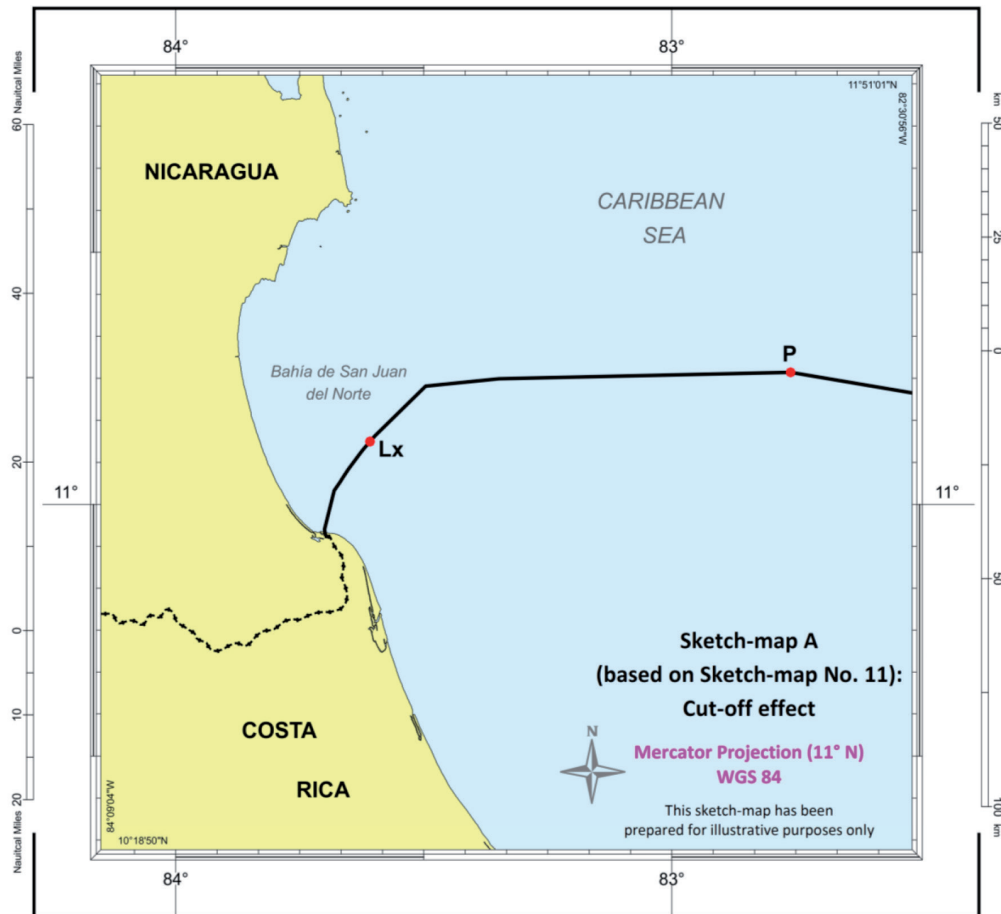 84°
83°
Nauitcal Miles
km
11°51'01"N
82°30'56"W
60
50
NICARAGUA
CARIBBEAN
SEA
25
40
0
P
Bahía de San Juan
del Norte
Lx
20
11°
11°
50
0
Sketch-map A
(based on Sketch-map No. 11):
Cut-off effect
10
COSTA
N
Mercator Projection (11° N)
WGS 84
RICA
20
100
km
This sketch-map has been
prepared for illustrative purposes only
84°09'04"W
10°18'50"N
Nauitcal Miles
84°
83°